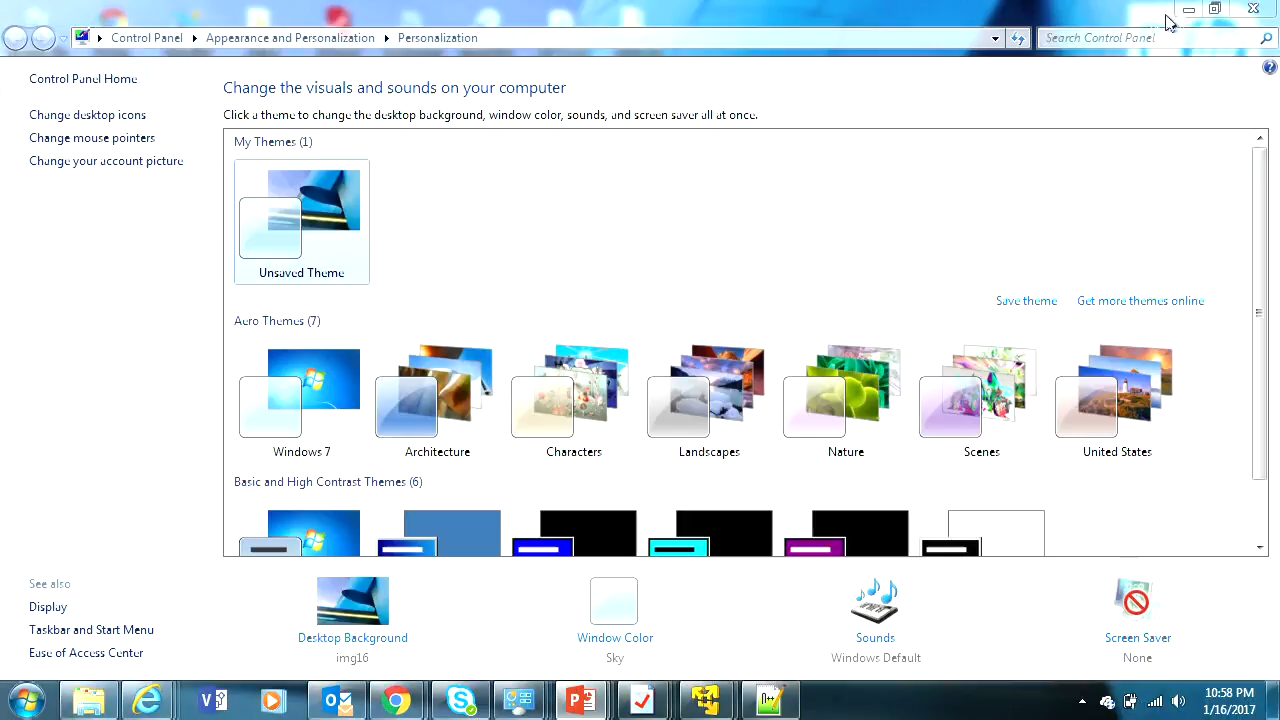 Control Panel Appearance and Personalization Personalization
Search Control Panel
Control Panel Home
Change desktop icons
Change mouse pointers
Change your account picture
Change the visuals and sounds on your computer
Click a theme to change the desktop background, window color, sounds, and screen saver all at once.
My Themes (1)
Unsaved Theme
Save theme Get more themes online
Aero Themes (7)
Windows 7 Architecture Characters Landscapes Nature Scenes United States
Basic and High Contrast Themes (6)
See also
Display
Taskbar and Start Menu
Ease of Access Center
Desktop Background Window Color Sounds Screen Saver
img16 Sky Windows Default None
10:58 PM
1/16/2017